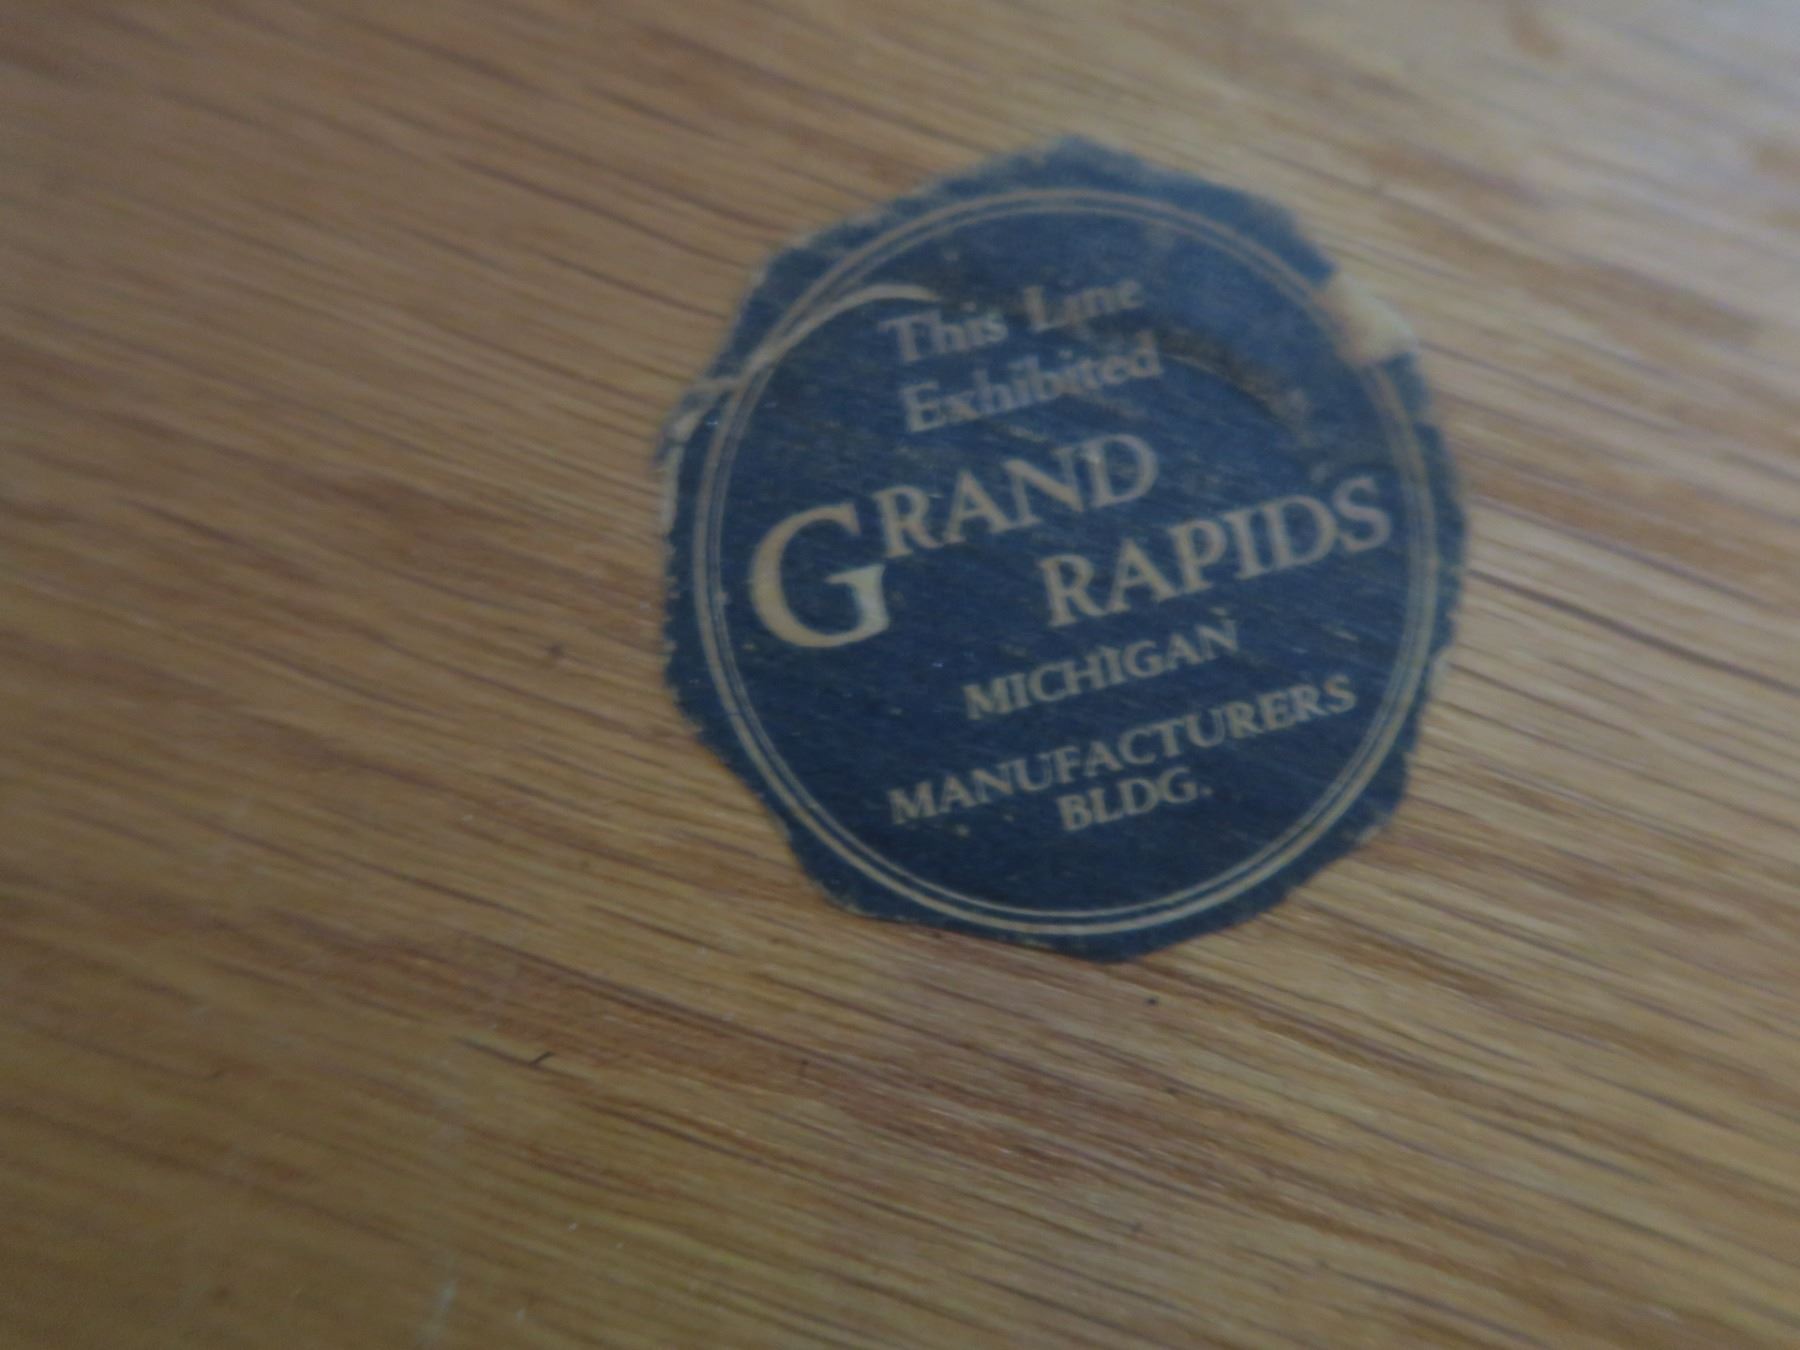 This Line
Exhibited
GRAND
RAPIDS
MICHIGAN
MANUFACTURERS
BLDG.